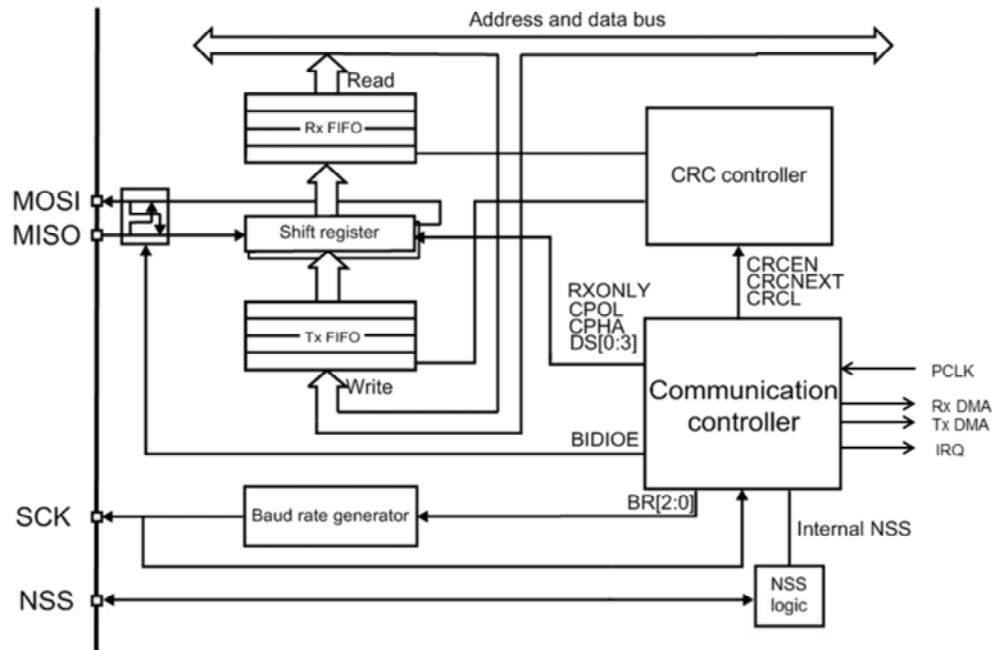 Address and data bus
Read
Rx FIFO
CRC controller
MOSI
MISO
Shift register
CRCEN
CRCNEXT
CRCL
RXONLY
CPOL
CPHA
DS[0:3]
Tx FIFO
Write
Communication
controller
PCLK
Rx DMA
Tx DMA
IRQ
BIDIOE
BR[2:0]
SCK
Baud rate generator
Internal NSS
NSS
NSS
logic